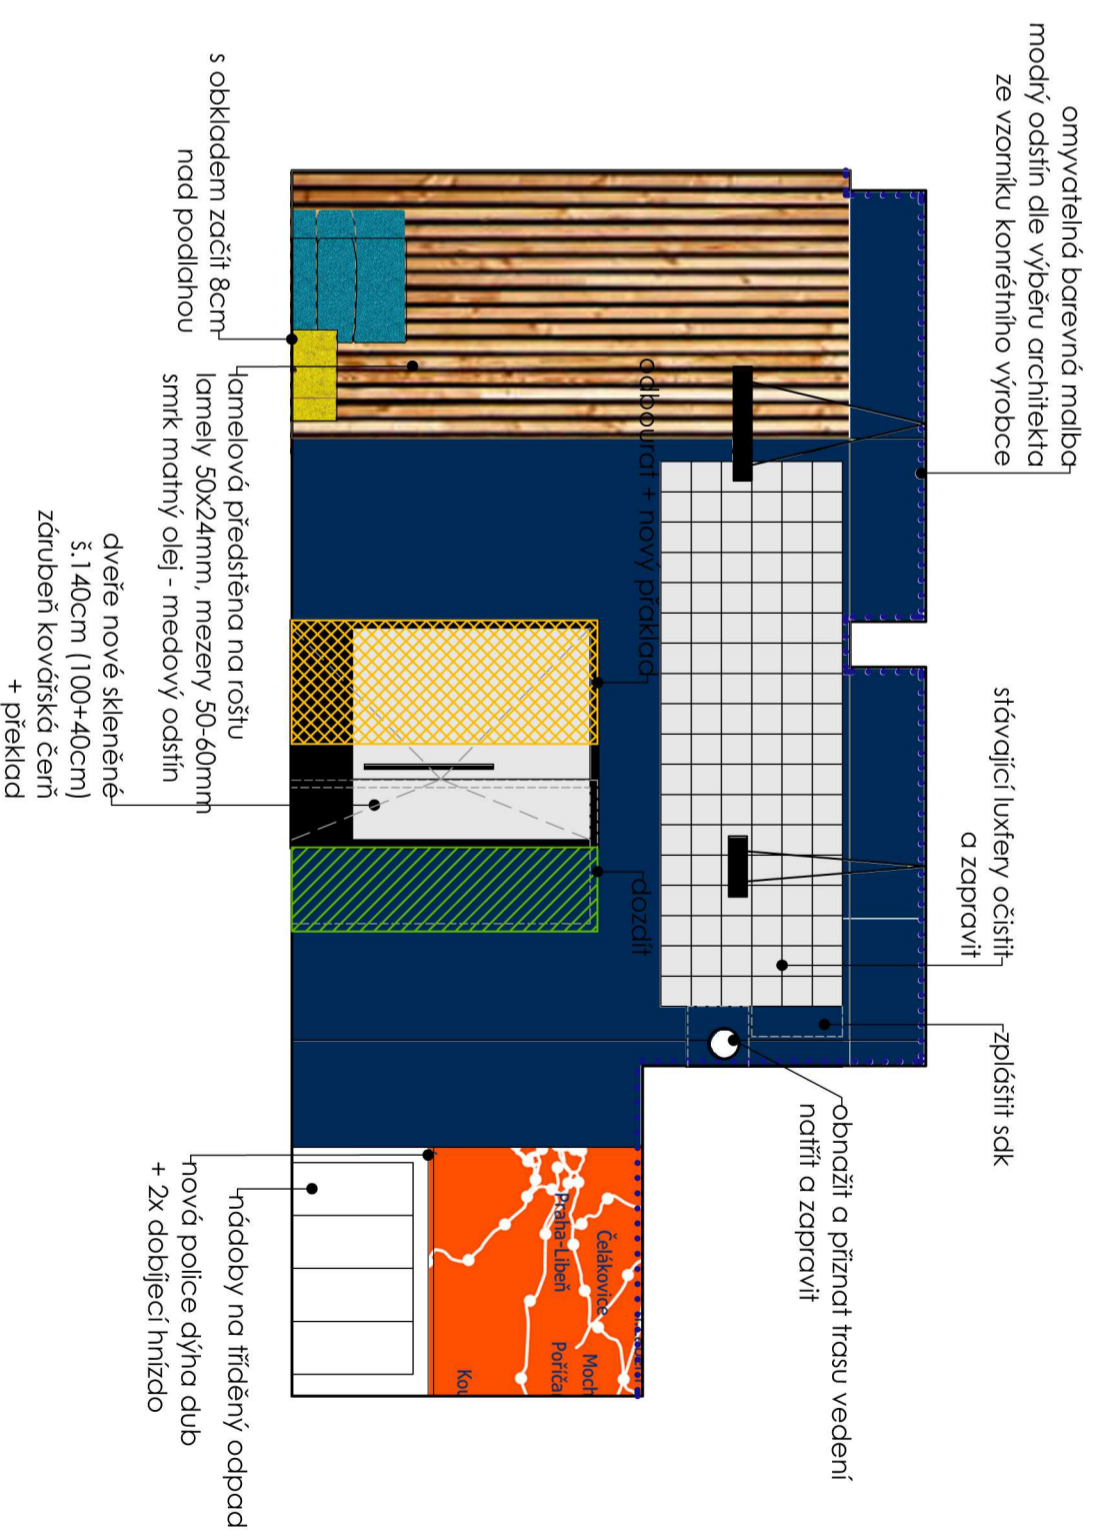 omyvatelná barevná malba
modrý odstín dle výběru architekta
ze vzorníku konrétního výrobce
stávající luxfery očistit
a zapravit
zpláštit sdk
obnažit a přiznat trasu vedení
natřít a zapravit
odbourat + nový přaklad
dozdít
Čelákovice
Praha-Libeň
Moch
Poříča
Kou
s obkladem začít 8cm
nad podlahou
lamelová předstěna na roštu
lamely 50x24mm, mezery 50-60mm
smrk matný olej - medový odstín
dveře nové skleněné
š.140cm (100+40cm)
zárubeň kovářská čerň
+ překlad
nádoby na tříděný odpad
nová police dýha dub
+ 2x dobíjecí hnízdo